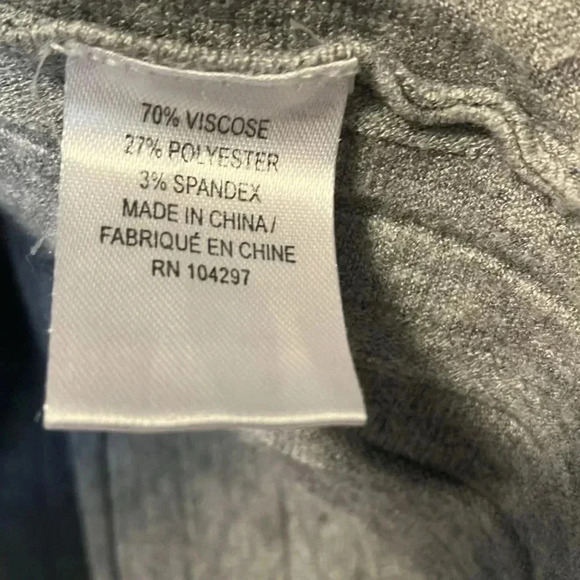 70% VISCOSE
27% POLYESTER
3% SPANDEX
MADE IN CHINA/
FABRIQUÉ EN CHINE
RN 104297